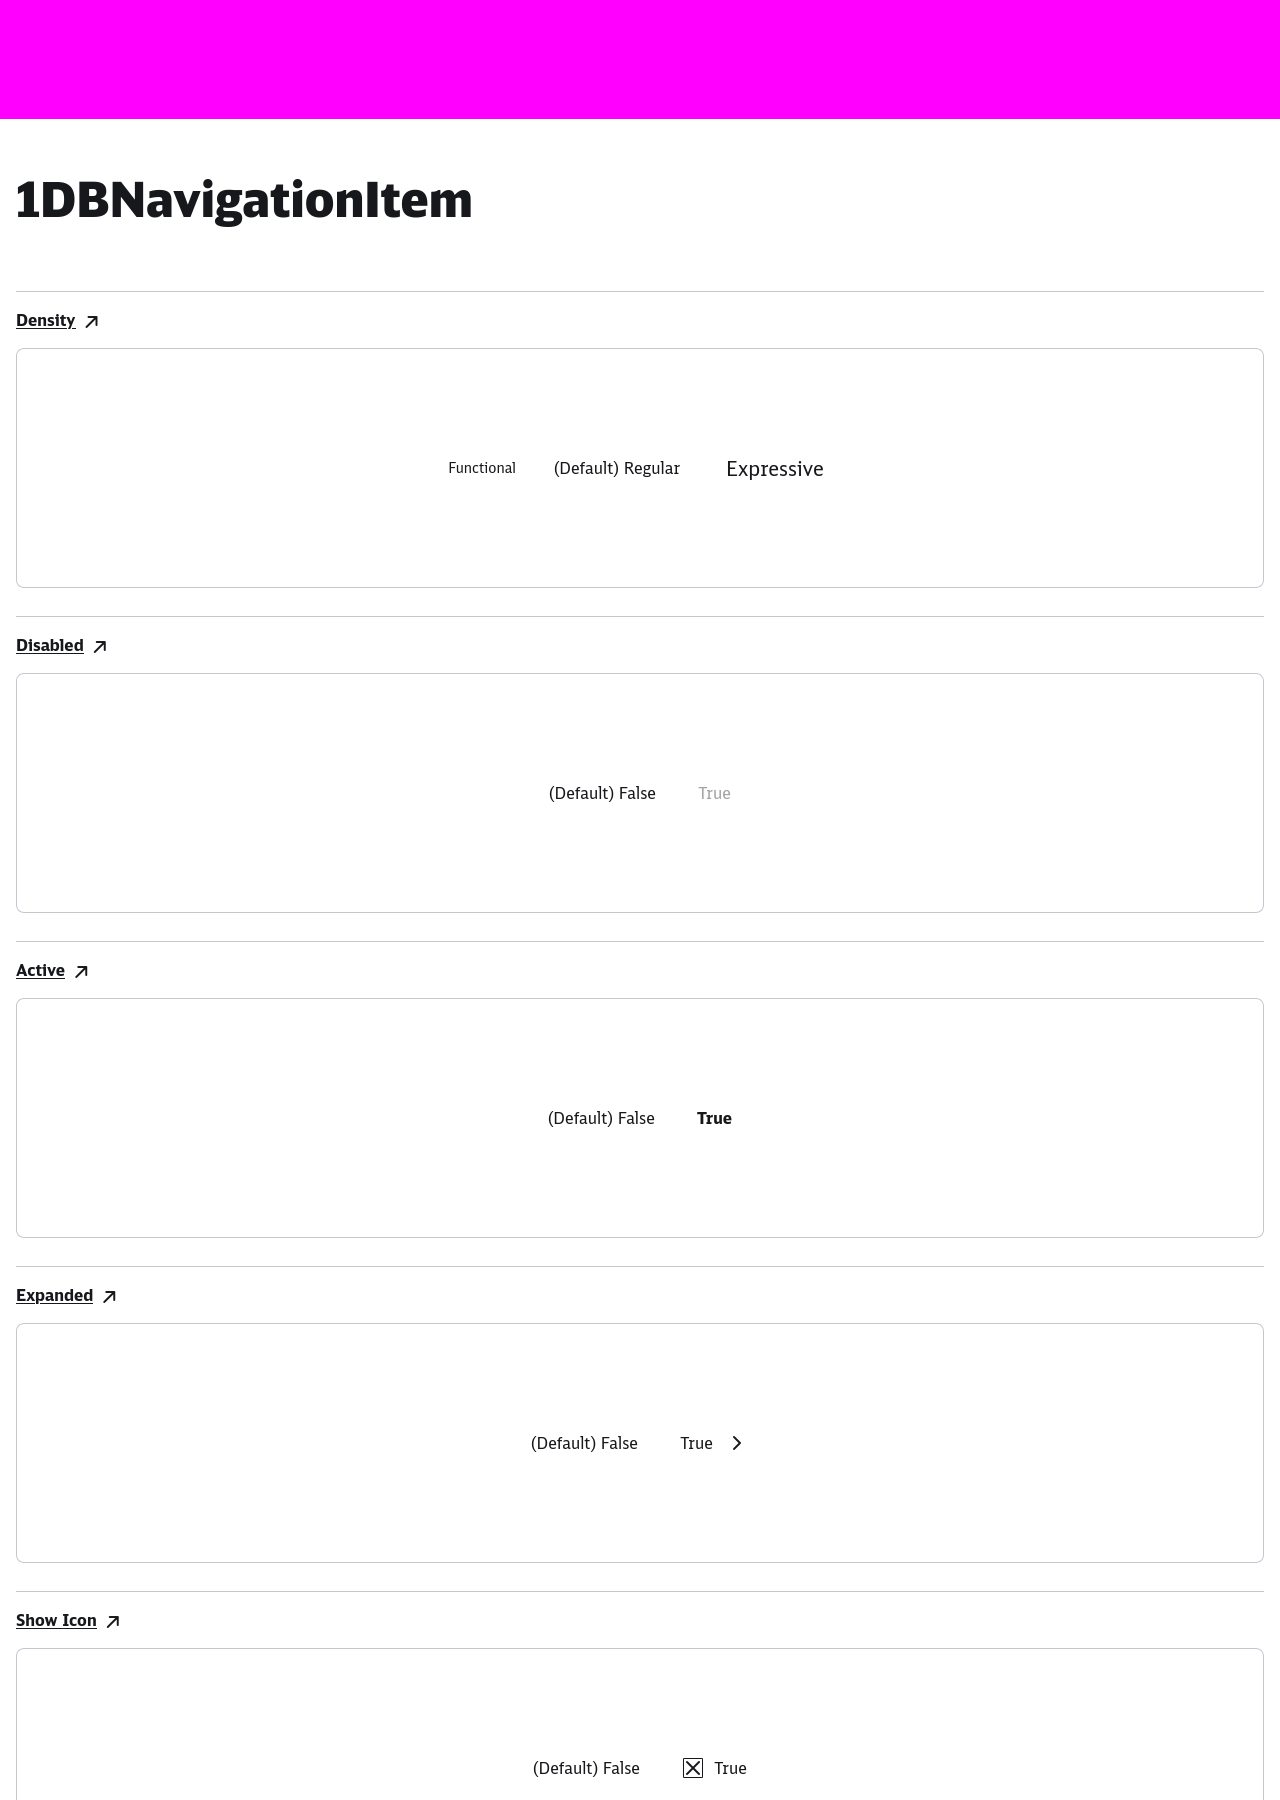 1DBNavigationItem
Density
Functional (Default) Regular Expressive
Disabled
(Default) False True
Active
(Default) False True
Expanded
(Default) False True
Show Icon
(Default) False True